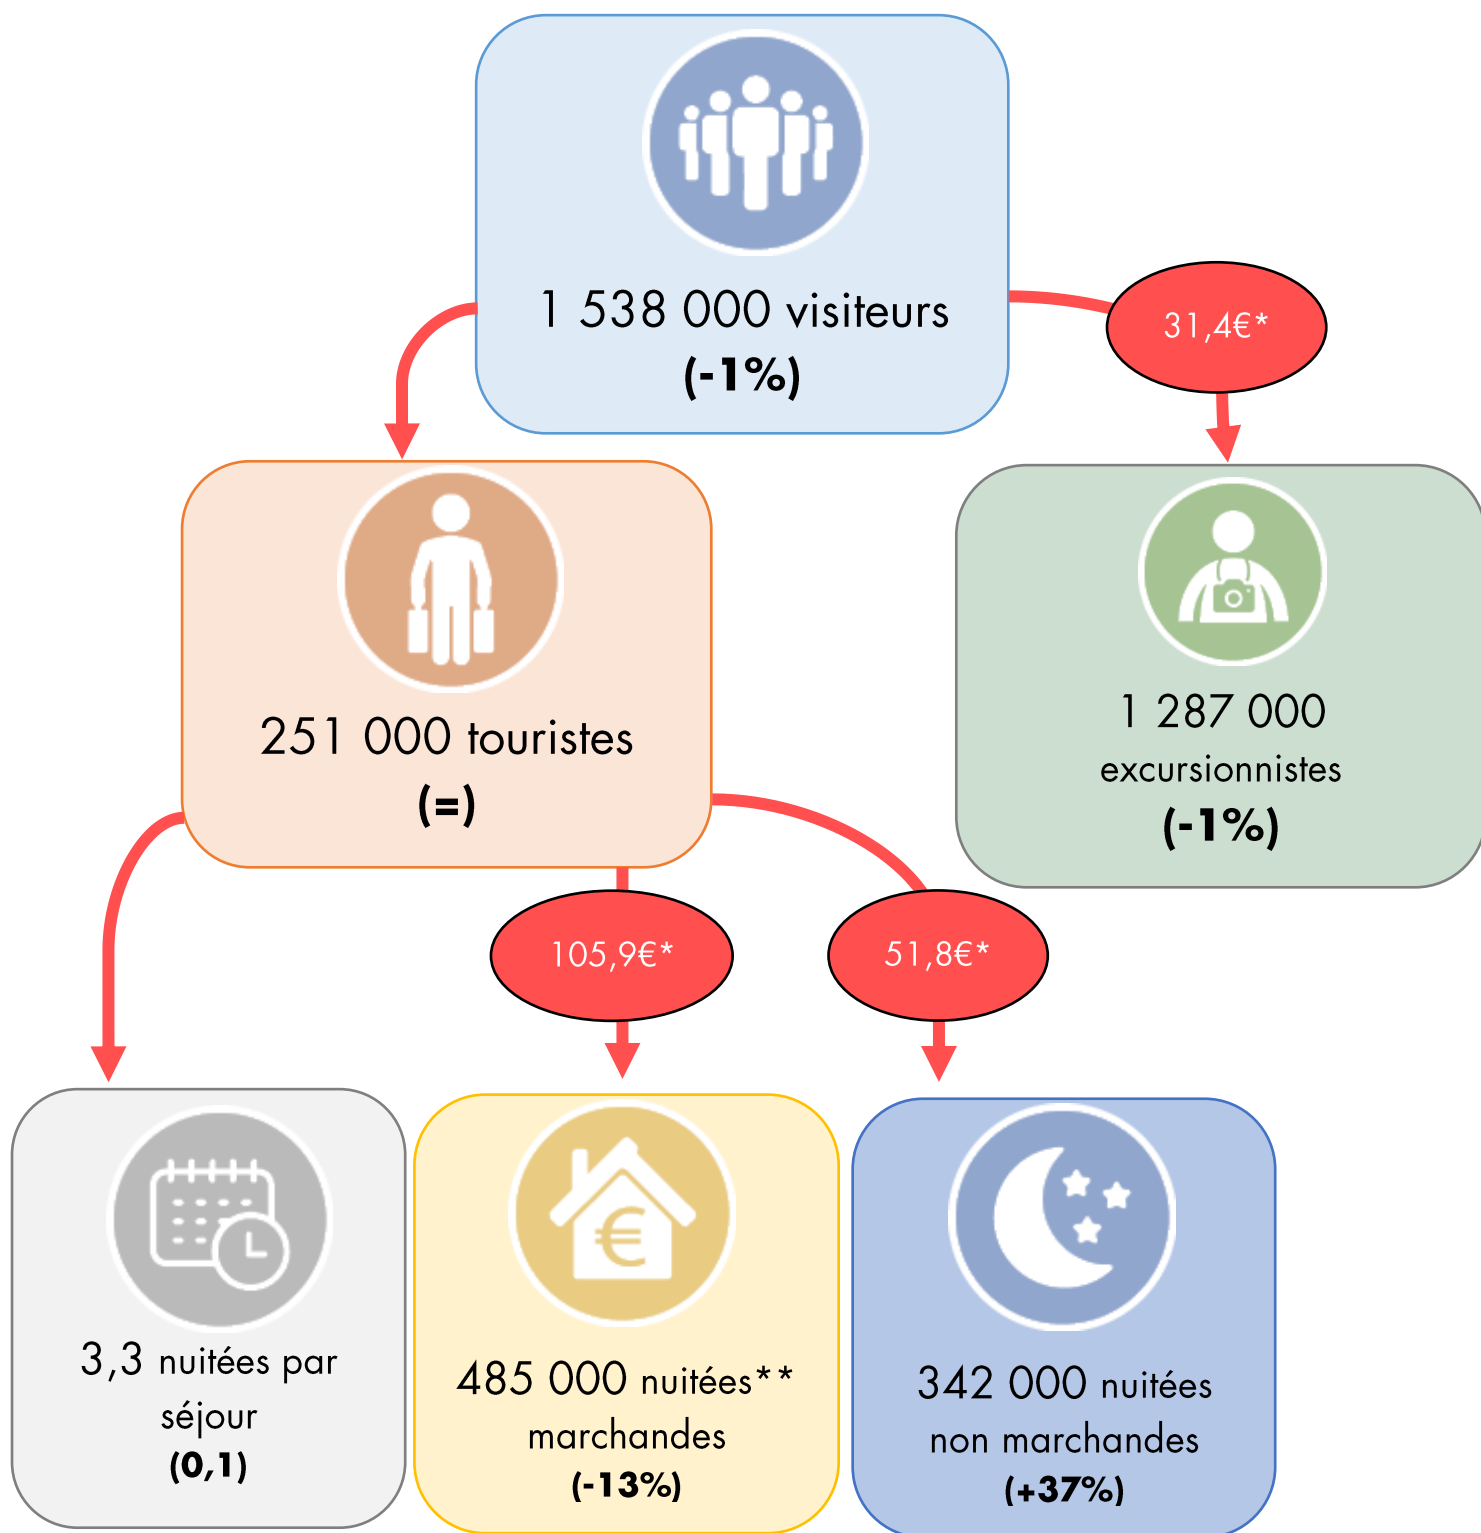 1 538 000 visiteurs
(-1%)
31,4€*
251 000 touristes
(=)
1 287 000
excursionnistes
(-1%)
105,9€*
51,8€*
3,3 nuitées par
séjour
(0,1)
485 000 nuitées**
marchandes
(-13%)
342 000 nuitées
non marchandes
(+37%)